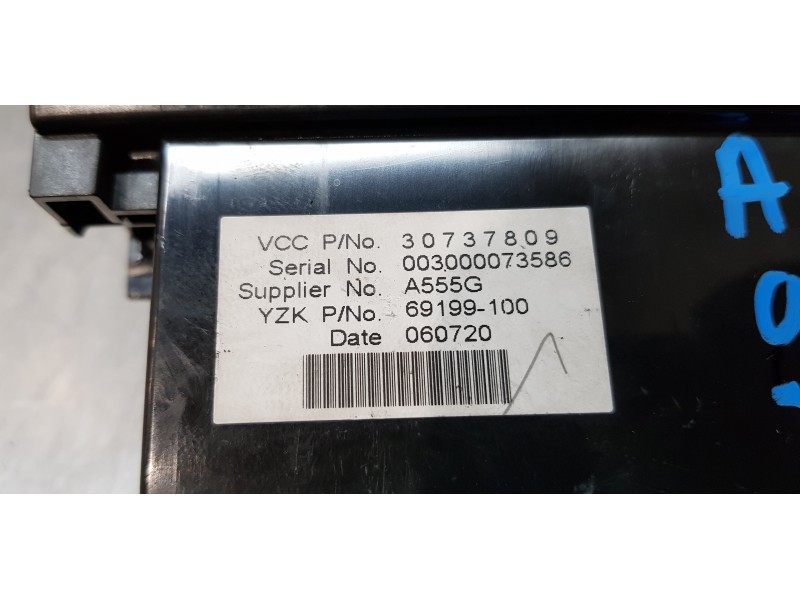 VCC P/No. 30737809
Serial No. 003000073586
Supplier No. A555G
YZK P/No. 69199-100
Date 060720
A